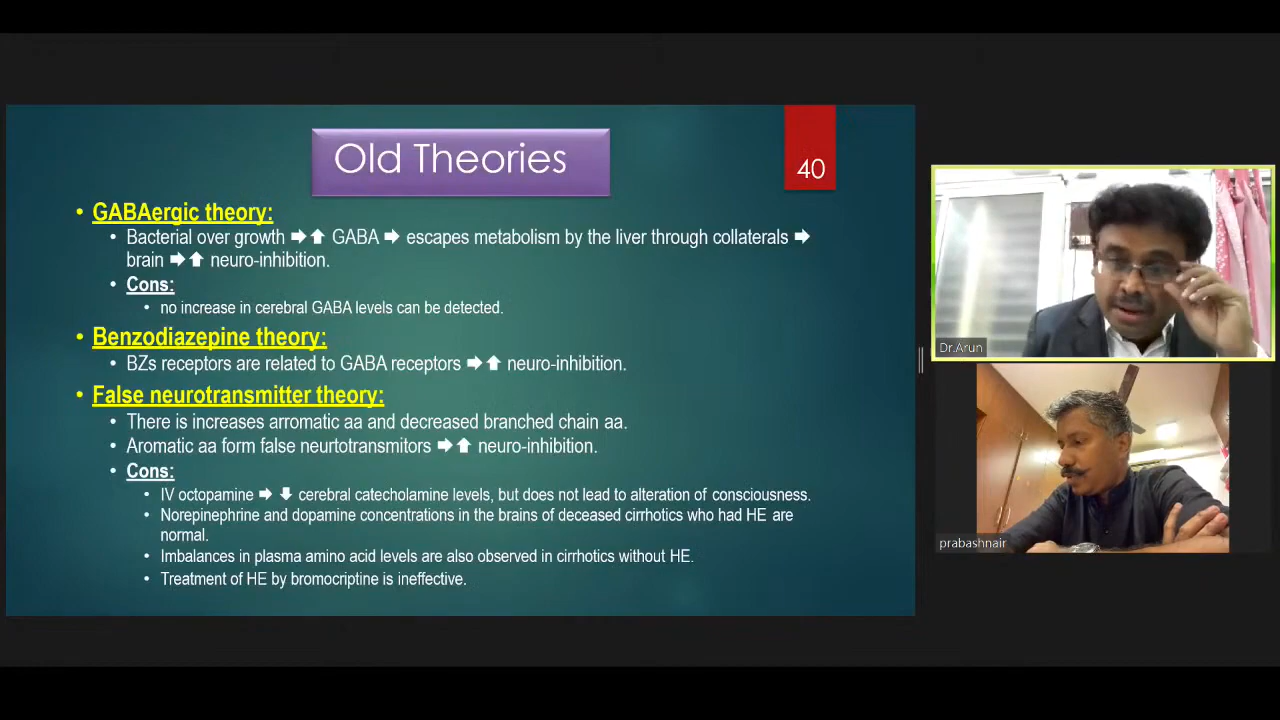 Old Theories
40
• GABAergic theory:
• Bacterial over growth 🡆⬆ GABA 🡆 escapes metabolism by the liver through collaterals 🡆
brain 🡆⬆ neuro-inhibition.
• Cons:
• no increase in cerebral GABA levels can be detected.
• Benzodiazepine theory:
• BZs receptors are related to GABA receptors 🡆⬆ neuro-inhibition.
• False neurotransmitter theory:
• There is increases arromatic aa and decreased branched chain aa.
• Aromatic aa form false neurtotransmitors 🡆⬆ neuro-inhibition.
• Cons:
• IV octopamine 🡆 ⬇ cerebral catecholamine levels, but does not lead to alteration of consciousness.
• Norepinephrine and dopamine concentrations in the brains of deceased cirrhotics who had HE are
normal.
• Imbalances in plasma amino acid levels are also observed in cirrhotics without HE.
• Treatment of HE by bromocriptine is ineffective.
Dr.Arun
prabashnair